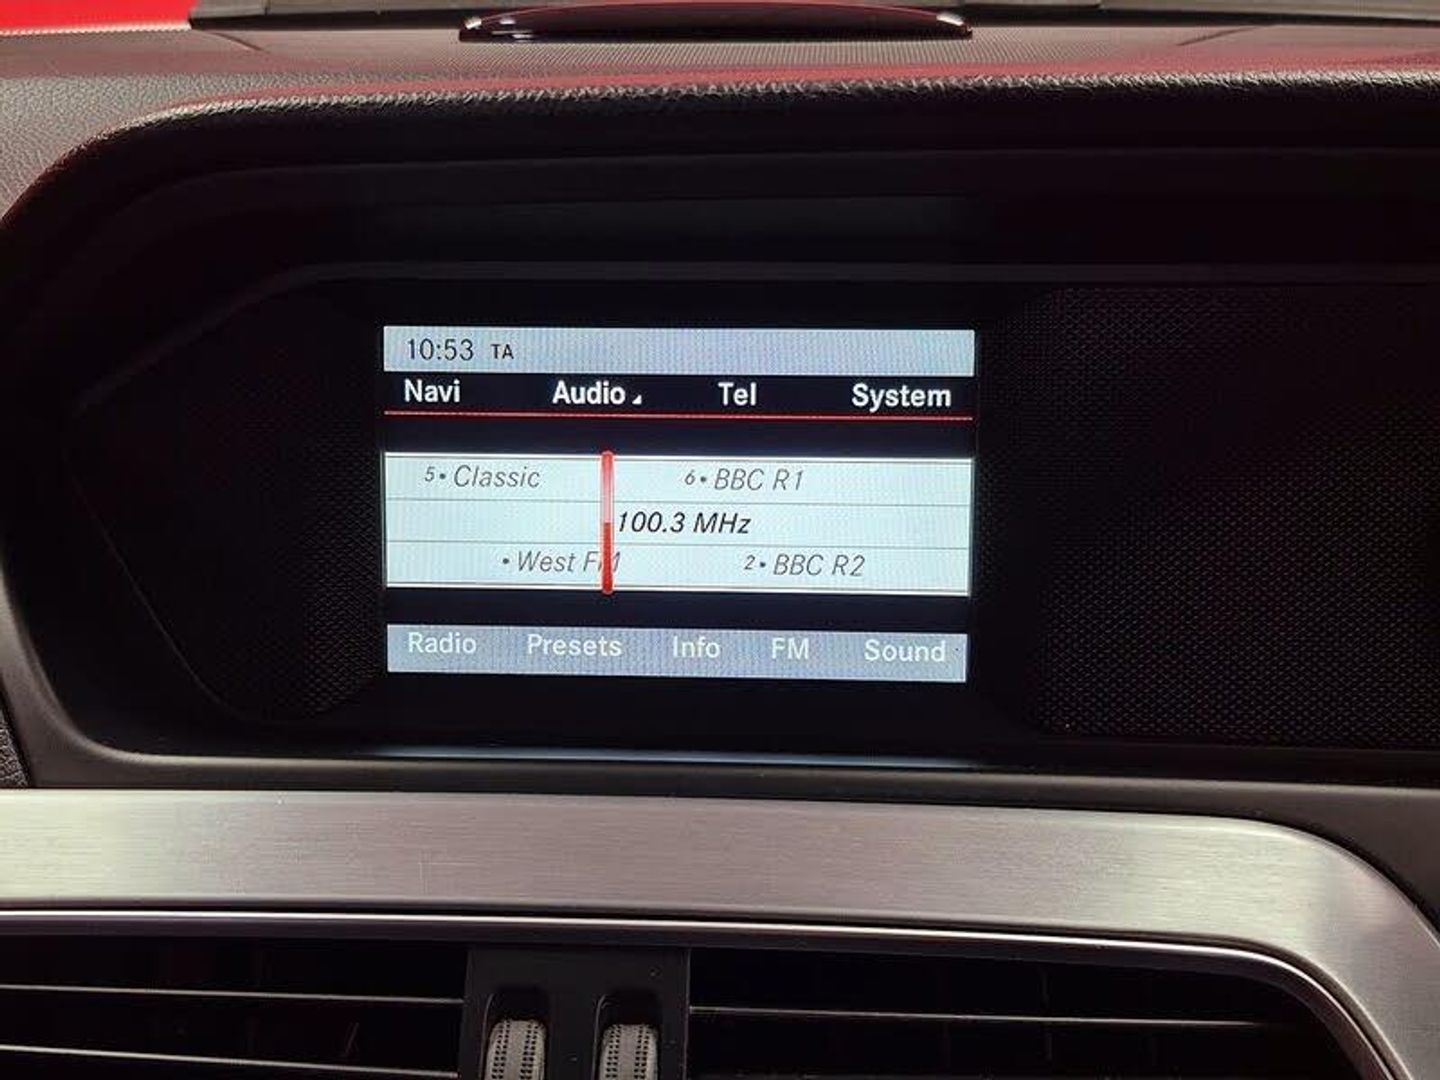 10:53 TA
Navi Audio Tel System
5• Classic 6• BBC R1
100.3 MHz
• West FM 2• BBC R2
Radio Presets Info FM Sound